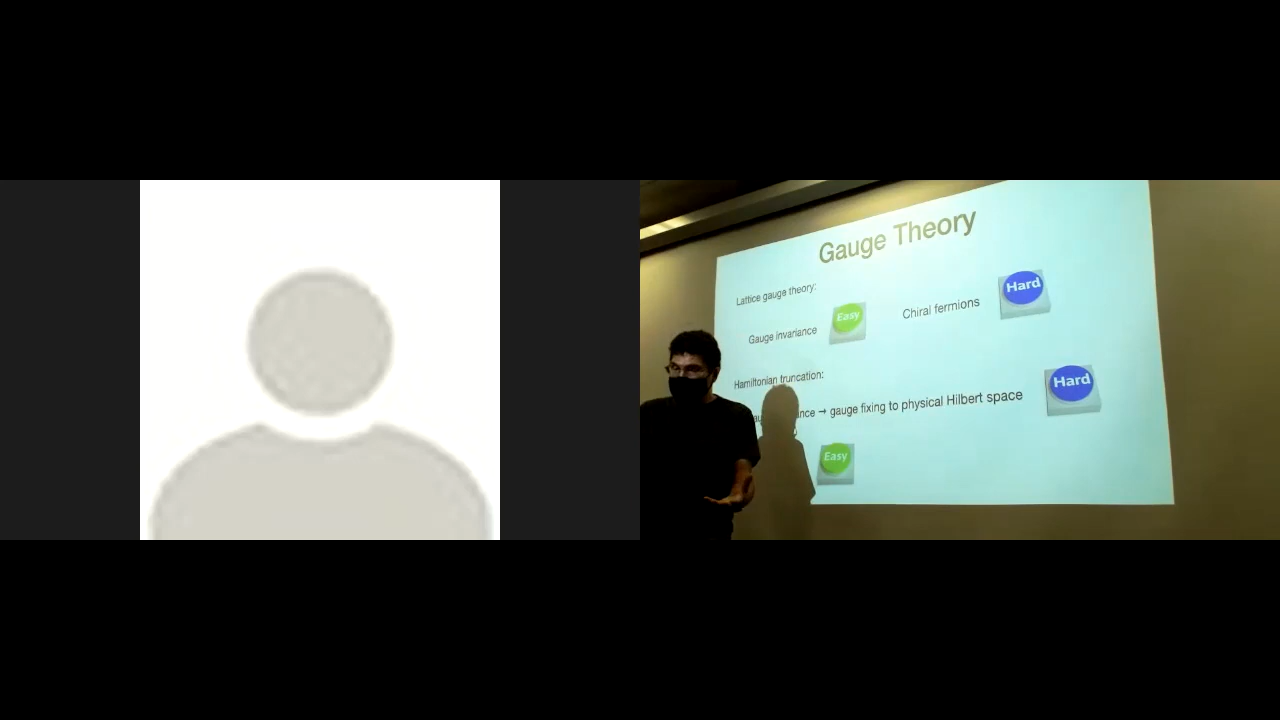 Gauge Theory
Lattice gauge theory:
Gauge invariance Easy Chiral fermions Hard
Hamiltonian truncation:
→ gauge fixing to physical Hilbert space Hard
Easy